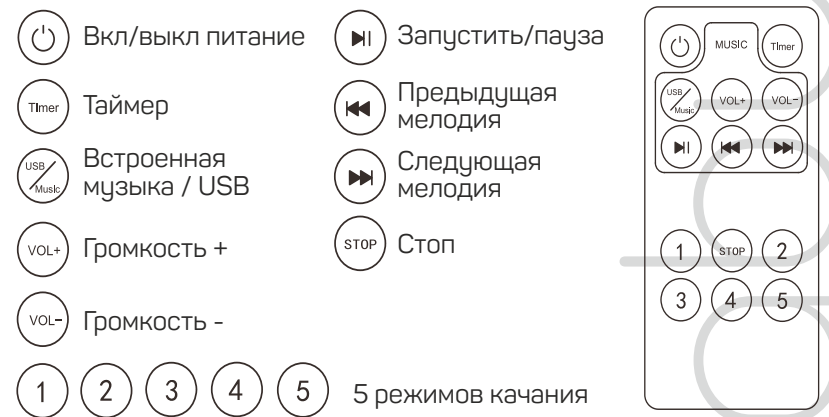 Вкл/выкл питание
Timer Таймер
USB/Music Встроенная
музыка / USB
VOL+ Громкость +
VOL- Громкость -
1 2 3 4 5 5 режимов качания
Запустить/пауза
Предыдущая
мелодия
Следующая
мелодия
STOP Стоп
MUSIC Timer
USB/Music VOL+ VOL-
1 STOP 2
3 4 5